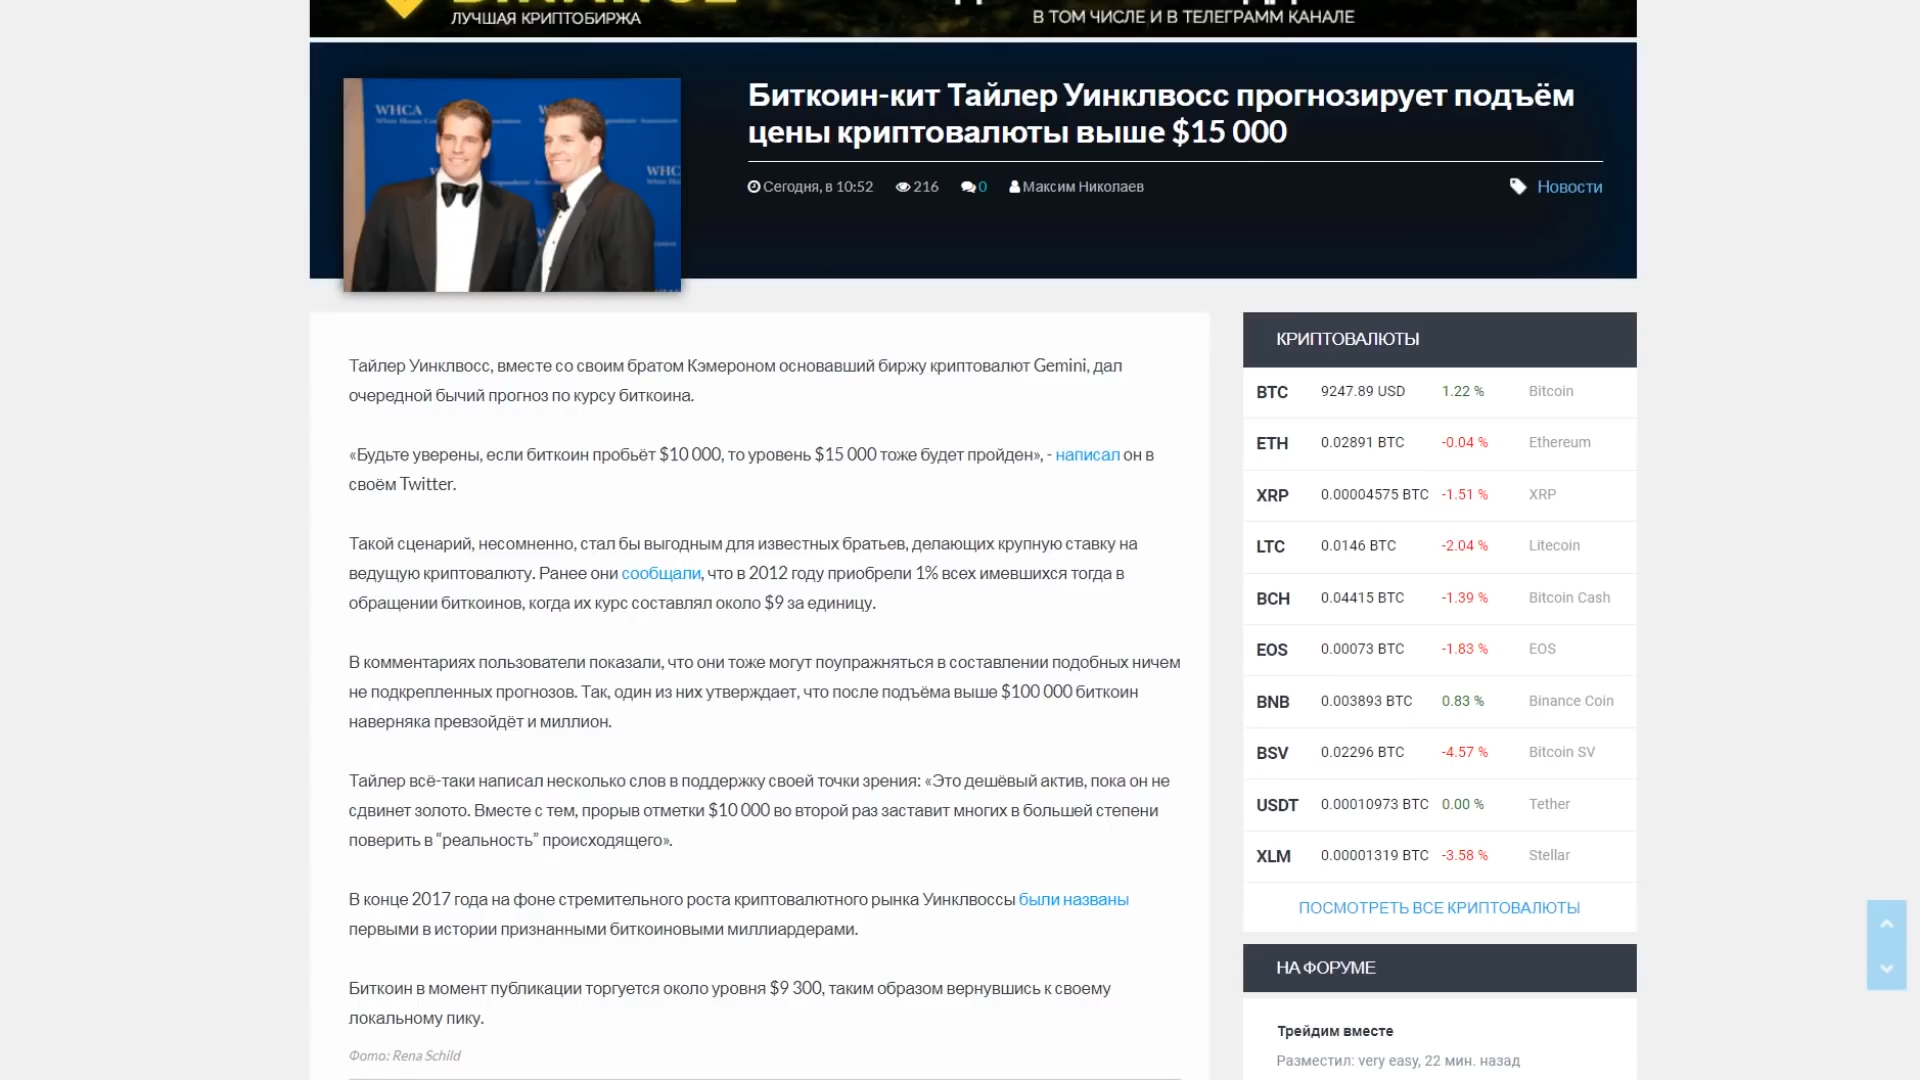 ЛУЧШАЯ КРИПТОБИРЖА
В ТОМ ЧИСЛЕ И В ТЕЛЕГРАММ КАНАЛЕ
WHCA
Биткоин-кит Тайлер Уинклвосс прогнозирует подъём
цены криптовалюты выше $15 000
Сегодня, в 10:52 216 0 Максим Николаев Новости
Тайлер Уинклвосс, вместе со своим братом Кэмероном основавший биржу криптовалют Gemini, дал
очередной бычий прогноз по курсу биткоина.
«Будьте уверены, если биткоин пробьёт $10 000, то уровень $15 000 тоже будет пройден», - написал он в
своём Twitter.
Такой сценарий, несомненно, стал бы выгодным для известных братьев, делающих крупную ставку на
ведущую криптовалюту. Ранее они сообщали, что в 2012 году приобрели 1% всех имевшихся тогда в
обращении биткоинов, когда их курс составлял около $9 за единицу.
В комментариях пользователи показали, что они тоже могут поупражняться в составлении подобных ничем
не подкрепленных прогнозов. Так, один из них утверждает, что после подъёма выше $100 000 биткоин
наверняка превзойдёт и миллион.
Тайлер всё-таки написал несколько слов в поддержку своей точки зрения: «Это дешёвый актив, пока он не
сдвинет золото. Вместе с тем, прорыв отметки $10 000 во второй раз заставит многих в большей степени
поверить в “реальность” происходящего».
В конце 2017 года на фоне стремительного роста криптовалютного рынка Уинклвоссы были названы
первыми в истории признанными биткоиновыми миллиардерами.
Биткоин в момент публикации торгуется около уровня $9 300, таким образом вернувшись к своему
локальному пику.
Фото: Rena Schild
КРИПТОВАЛЮТЫ
BTC 9247.89 USD 1.22 % Bitcoin
ETH 0.02891 BTC -0.04 % Ethereum
XRP 0.00004575 BTC -1.51 % XRP
LTC 0.0146 BTC -2.04 % Litecoin
BCH 0.04415 BTC -1.39 % Bitcoin Cash
EOS 0.00073 BTC -1.83 % EOS
BNB 0.003893 BTC 0.83 % Binance Coin
BSV 0.02296 BTC -4.57 % Bitcoin SV
USDT 0.00010973 BTC 0.00 % Tether
XLM 0.00001319 BTC -3.58 % Stellar
ПОСМОТРЕТЬ ВСЕ КРИПТОВАЛЮТЫ
НА ФОРУМЕ
Трейдим вместе
Разместил: very easy, 22 мин. назад